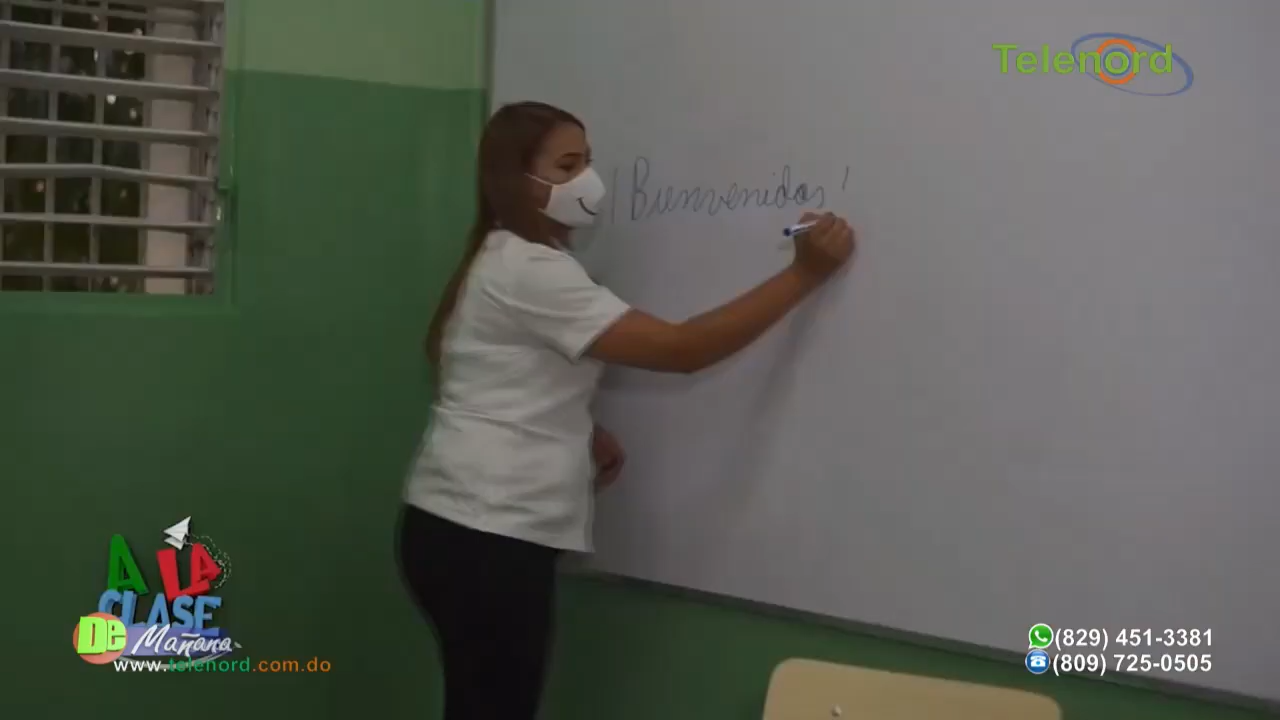 Telenord
¡Bienvenidos!
A LA
CLASE
De Mañana
www.telenord.com.do
(829) 451-3381
(809) 725-0505